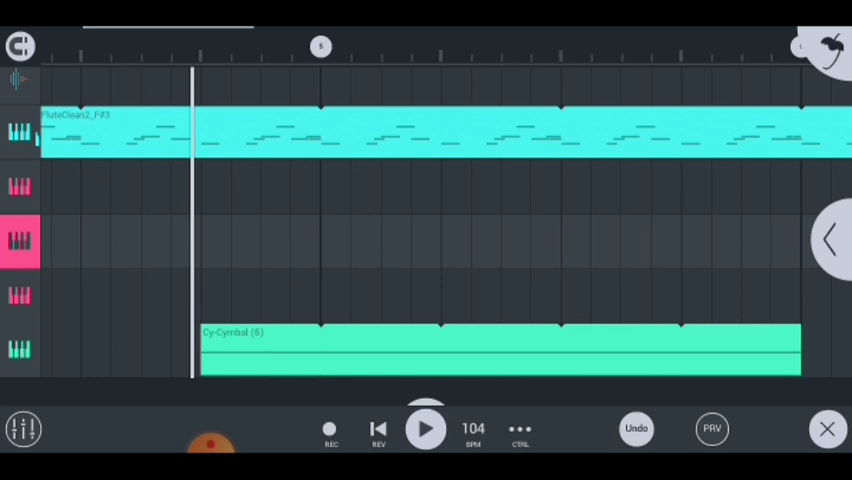 5
FluteClean2_F#3
Cy-Cymbal (6)
REC
REV
104
BPM
CTRL
Undo
PRV